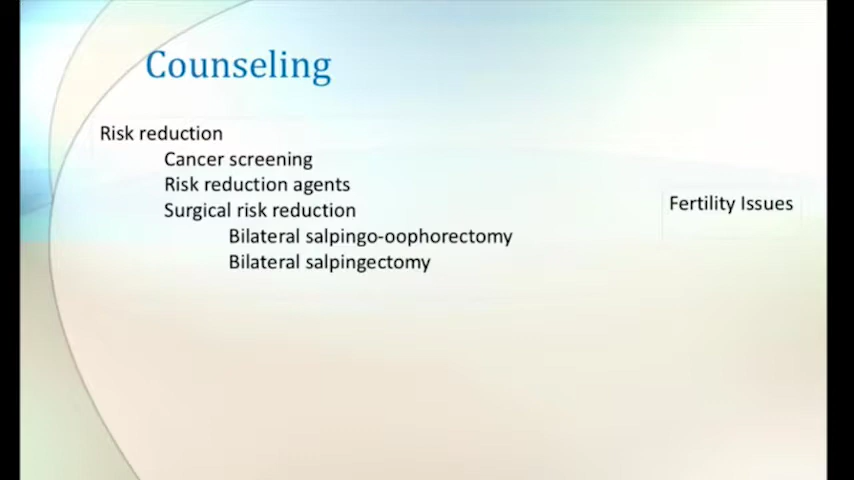 Counseling
Risk reduction
Cancer screening
Risk reduction agents
Surgical risk reduction
Bilateral salpingo-oophorectomy
Bilateral salpingectomy
Fertility Issues